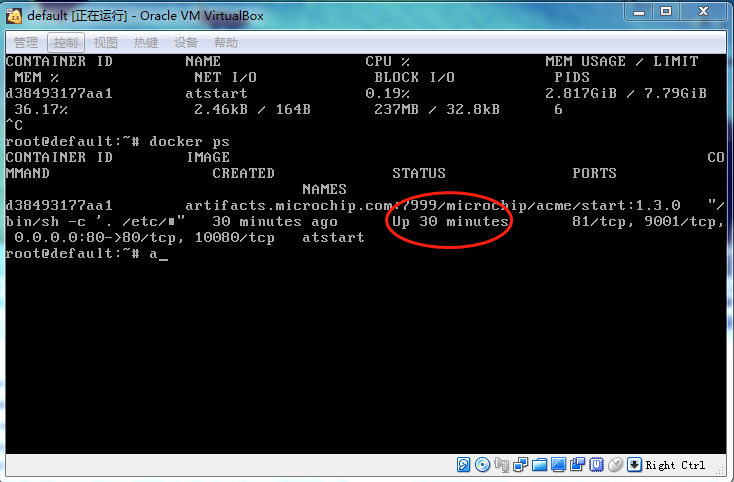 default [正在运行] - Oracle VM VirtualBox
管理 控制 视图 热键 设备 帮助
CONTAINER ID NAME CPU % MEM USAGE / LIMIT
MEM % NET I/O BLOCK I/O PIDS
d38493177aa1 atstart 0.19% 2.817GiB / 7.79GiB
36.17% 2.46kB / 164B 237MB / 32.8kB 6
^C
root@default:~# docker ps
CONTAINER ID IMAGE CO
MMAND CREATED STATUS PORTS
NAMES
d38493177aa1 artifacts.microchip.com:7999/microchip/acme/start:1.3.0 "/
bin/sh -c '. /etc/∎" 30 minutes ago Up 30 minutes 81/tcp, 9001/tcp,
0.0.0.0:80->80/tcp, 10080/tcp atstart
root@default:~# a_
Right Ctrl